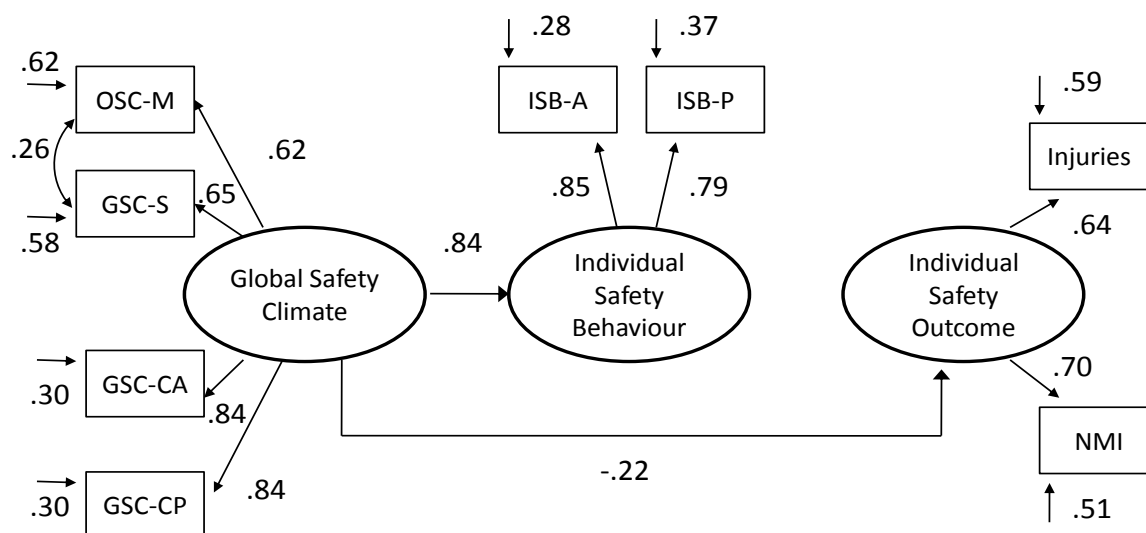 .28
.37
.62
OSC-M
ISB-A
ISB-P
.59
.26
.62
Injuries
GSC-S
.65
.85
.79
.58
.64
Global Safety
Climate
.84
Individual
Safety
Behaviour
Individual
Safety
Outcome
.30
GSC-CA
.84
.70
NMI
-.22
.30
GSC-CP
.84
.51